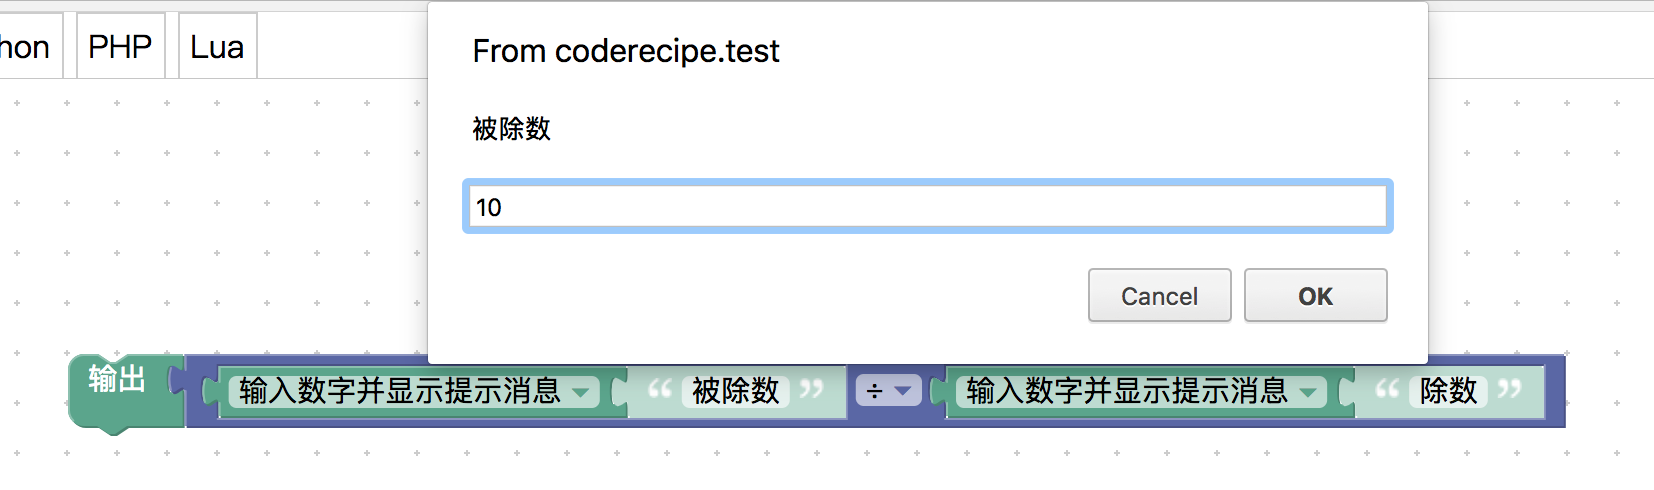 hon PHP Lua
From coderecipe.test
被除数
10
Cancel OK
输出 输入数字并显示提示消息 “ 被除数 ” ÷ 输入数字并显示提示消息 “ 除数 ”